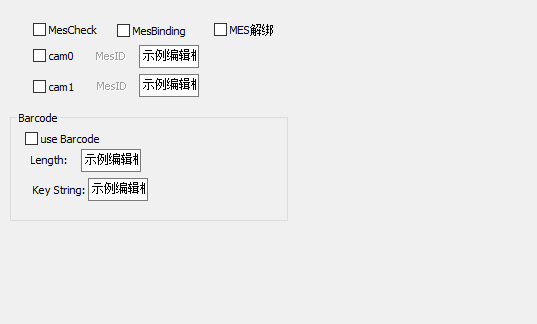 MesCheck MesBinding MES解绑
cam0 MesID 示例编辑
cam1 MesID 示例编辑
Barcode
use Barcode
Length: 示例编辑
Key String: 示例编辑